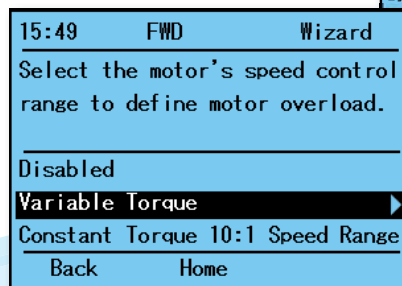 15:49 FWD Wizard
Select the motor's speed control
range to define motor overload.
Disabled
Variable Torque
Constant Torque 10:1 Speed Range
Back Home